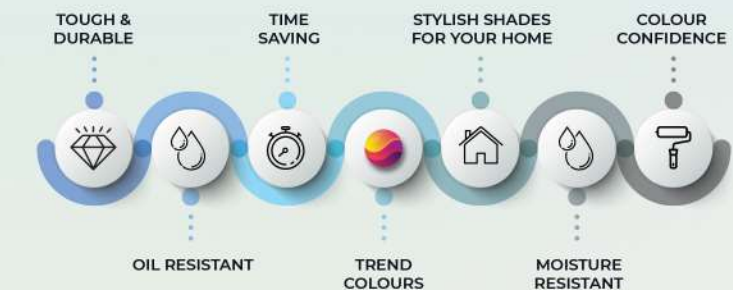 TOUGH &
DURABLE
TIME
SAVING
STYLISH SHADES
FOR YOUR HOME
COLOUR
CONFIDENCE
OIL RESISTANT
TREND
COLOURS
MOISTURE
RESISTANT